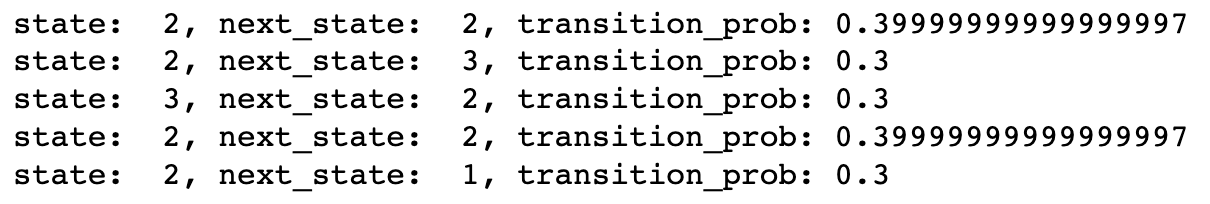 state:  2, next_state:  2, transition_prob: 0.39999999999999997
state:  2, next_state:  3, transition_prob: 0.3
state:  3, next_state:  2, transition_prob: 0.3
state:  2, next_state:  2, transition_prob: 0.39999999999999997
state:  2, next_state:  1, transition_prob: 0.3